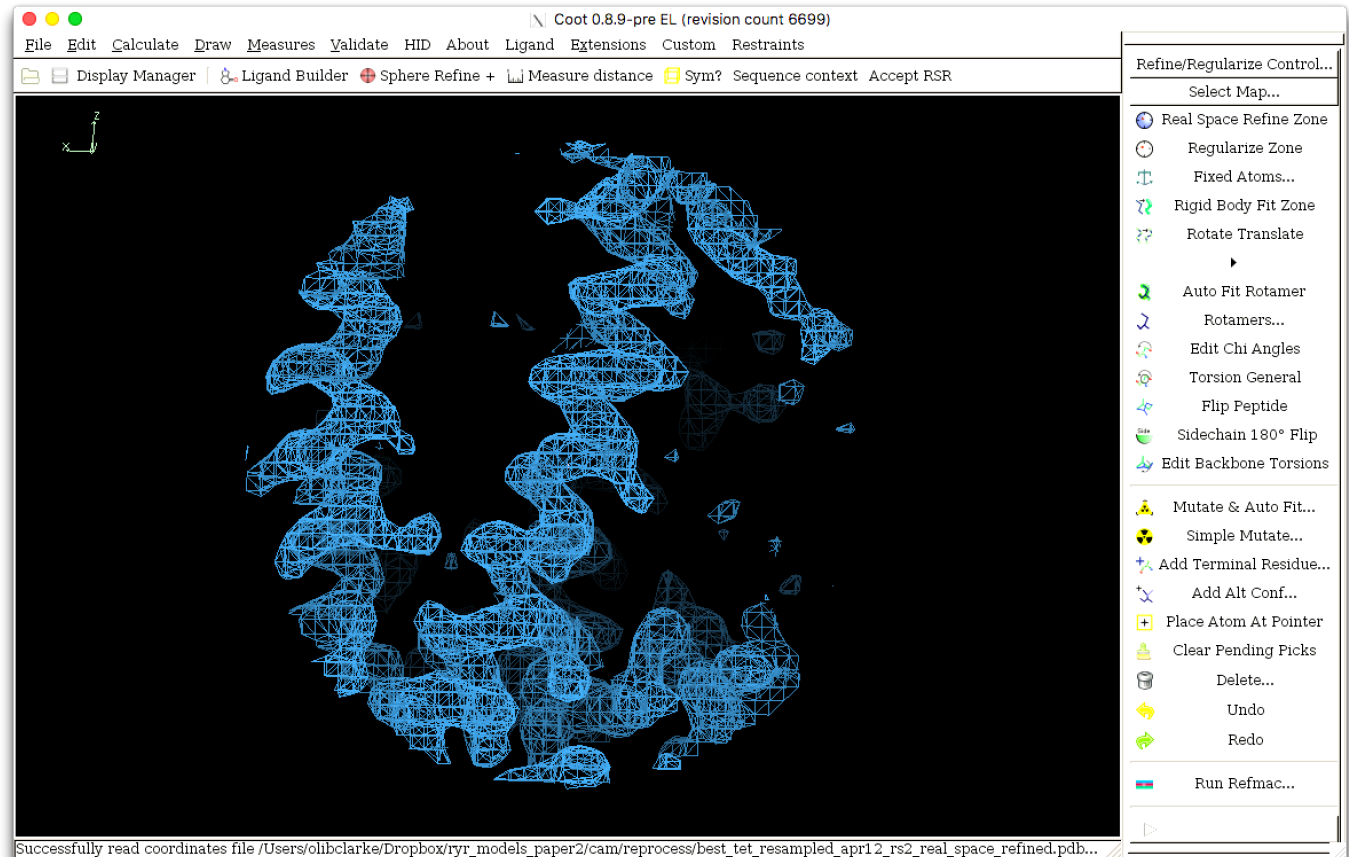 Coot 0.8.9-pre EL (revision count 6699)
File Edit Calculate Draw Measures Validate HID About Ligand Extensions Custom Restraints
Display Manager Ligand Builder Sphere Refine + Measure distance Sym? Sequence context Accept RSR
Refine/Regularize Control...
Select Map...
Real Space Refine Zone
Regularize Zone
Fixed Atoms...
Rigid Body Fit Zone
Rotate Translate
Auto Fit Rotamer
Rotamers...
Edit Chi Angles
Torsion General
Flip Peptide
Side
Sidechain 180° Flip
Edit Backbone Torsions
Mutate & Auto Fit...
Simple Mutate...
Add Terminal Residue...
Add Alt Conf...
Place Atom At Pointer
Clear Pending Picks
Delete...
Undo
Redo
Run Refmac...
z
x
Successfully read coordinates file /Users/olibclarke/Dropbox/ryr_models_paper2/cam/reprocess/best_tet_resampled_apr12_rs2_real_space_refined.pdb...